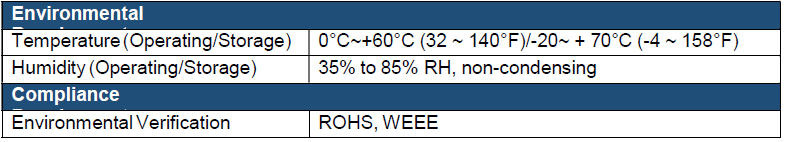 Environmental
Temperature (Operating/Storage) 0°C~+60°C (32 ~ 140°F)/-20~ + 70°C (-4 ~ 158°F)
Humidity (Operating/Storage) 35% to 85% RH, non-condensing
Compliance
Environmental Verification ROHS, WEEE